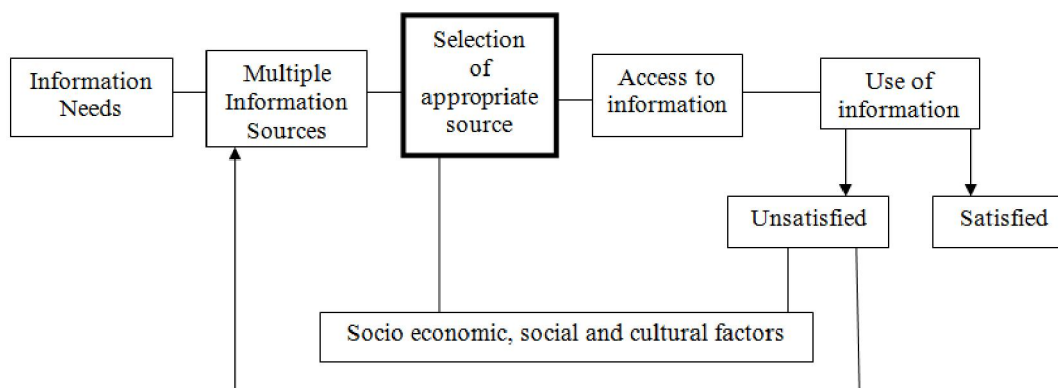 Information
Needs
Multiple
Information
Sources
Selection
of
appropriate
source
Access to
information
Use of
information
Unsatisfied
Satisfied
Socio economic, social and cultural factors